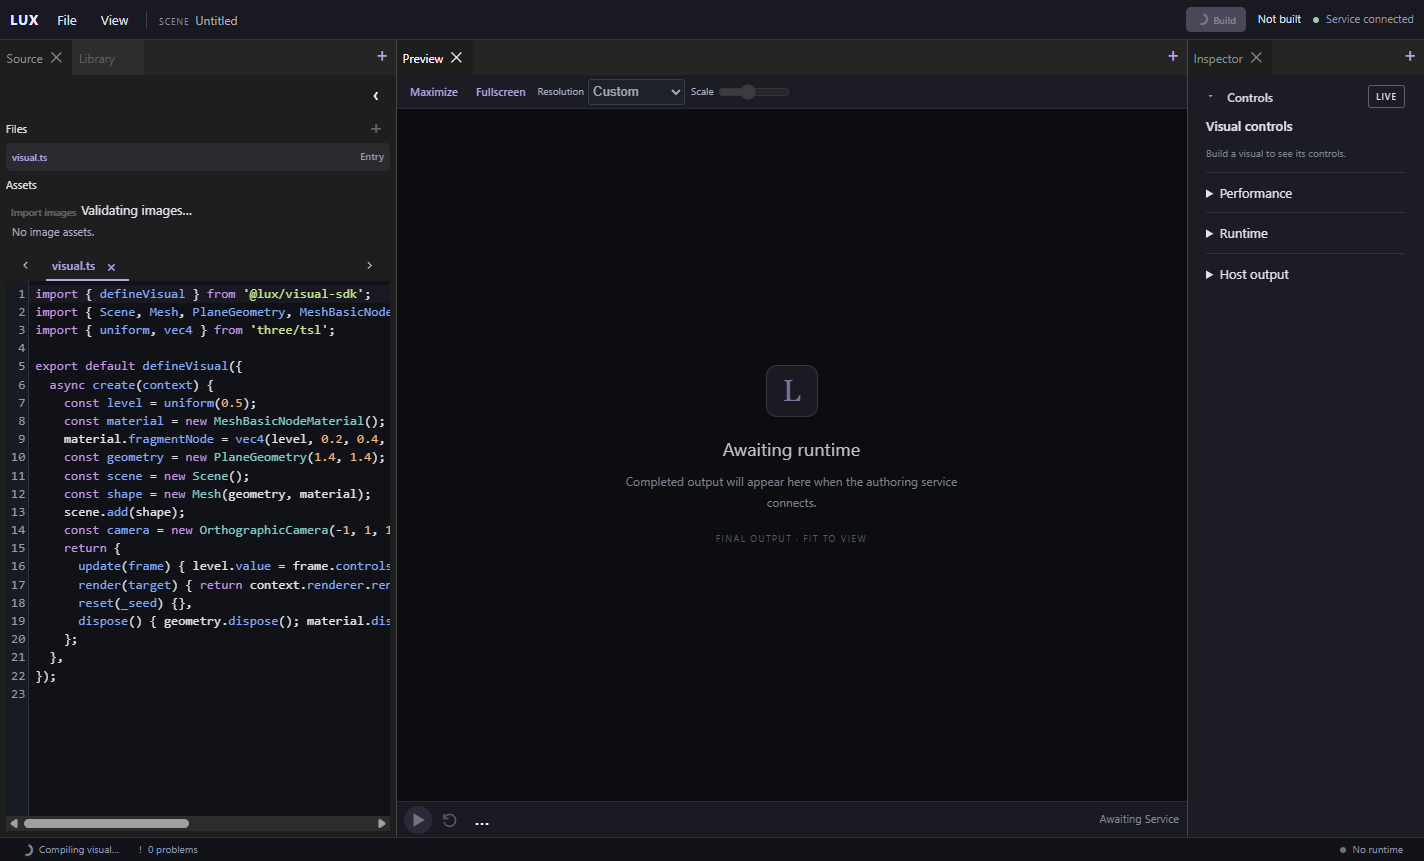 LUX File View SCENE Untitled Build Not built Service connected
Source Library + Preview + Inspector +
Maximize Fullscreen Resolution Custom Scale
Controls LIVE
Visual controls
Build a visual to see its controls.
Performance
Runtime
Host output
Files +
visual.ts Entry
Assets
Import images Validating images...
No image assets.
visual.ts
1 import { defineVisual } from '@lux/visual-sdk';
2 import { Scene, Mesh, PlaneGeometry, MeshBasicNode
3 import { uniform, vec4 } from 'three/tsl';
4
5 export default defineVisual({
6 async create(context) {
7 const level = uniform(0.5);
8 const material = new MeshBasicNodeMaterial();
9 material.fragmentNode = vec4(level, 0.2, 0.4,
10 const geometry = new PlaneGeometry(1.4, 1.4);
11 const scene = new Scene();
12 const shape = new Mesh(geometry, material);
13 scene.add(shape);
14 const camera = new OrthographicCamera(-1, 1, 1
15 return {
16 update(frame) { level.value = frame.controls
17 render(target) { return context.renderer.rer
18 reset(_seed) {},
19 dispose() { geometry.dispose(); material.dis
20 };
21 },
22 });
23
L
Awaiting runtime
Completed output will appear here when the authoring service
connects.
FINAL OUTPUT · FIT TO VIEW
... Awaiting Service
Compiling visual... ! 0 problems No runtime